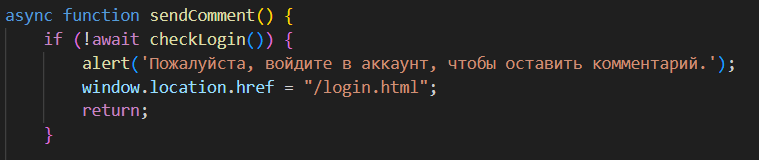 async function sendComment() {
if (!await checkLogin()) {
alert('Пожалуйста, войдите в аккаунт, чтобы оставить комментарий.');
window.location.href = "/login.html";
return;
}